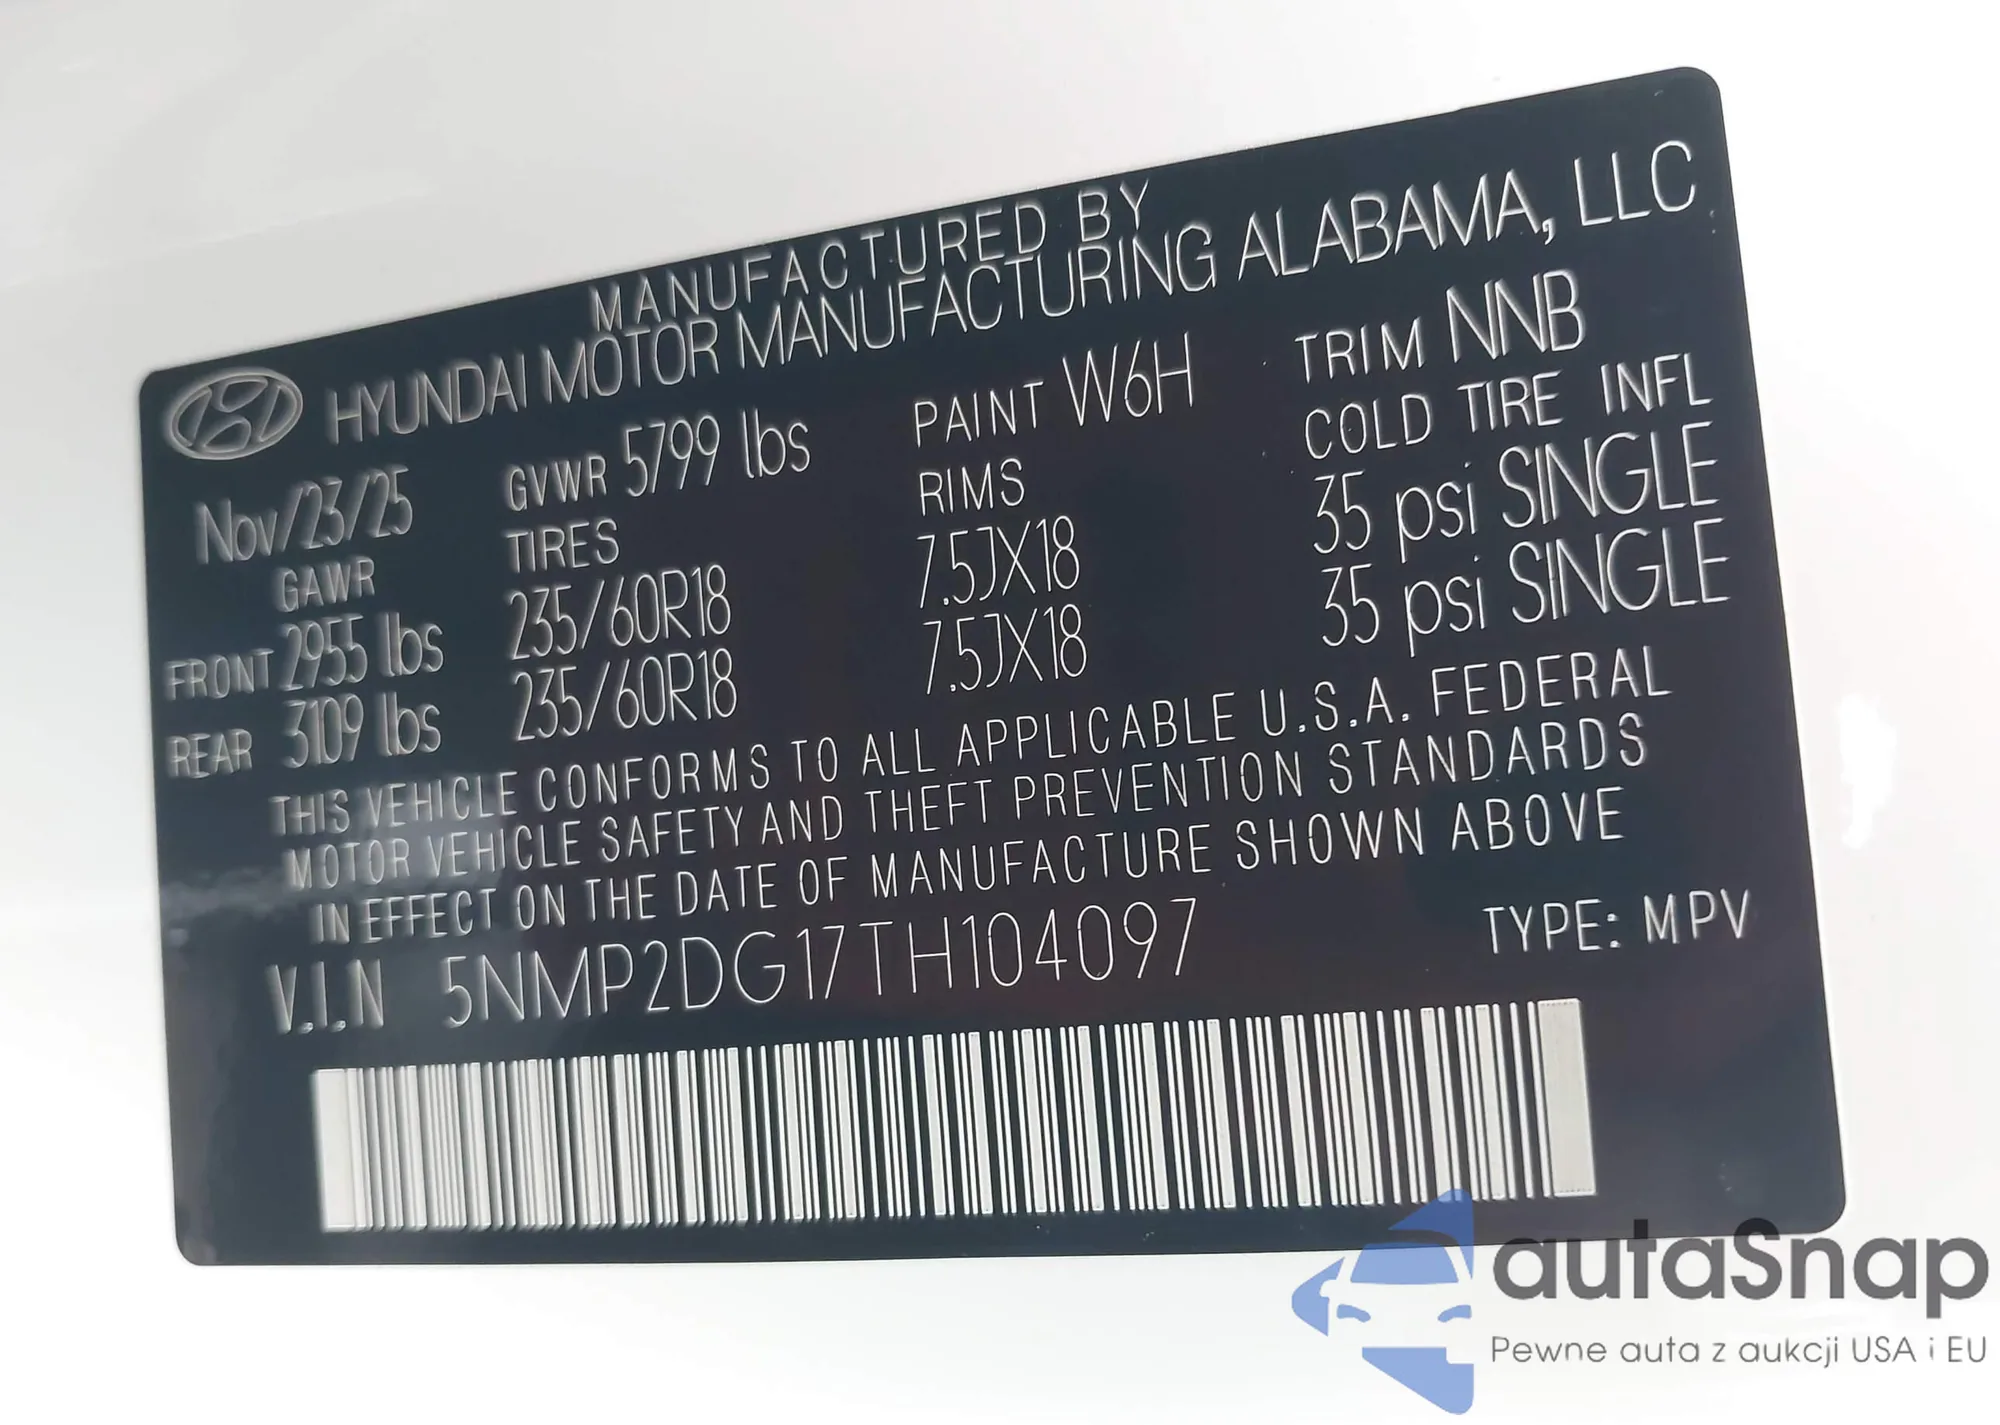 MANUFACTURED BY
HYUNDAI MOTOR MANUFACTURING ALABAMA, LLC
Nov/23/25 GVWR 5799 lbs PAINT W6H TRIM NNB
GAWR TIRES RIMS COLD TIRE INFL
FRONT 2955 lbs 235/60R18 7.5JX18 35 psi SINGLE
REAR 3109 lbs 235/60R18 7.5JX18 35 psi SINGLE
THIS VEHICLE CONFORMS TO ALL APPLICABLE U.S.A. FEDERAL
MOTOR VEHICLE SAFETY AND THEFT PREVENTION STANDARDS
IN EFFECT ON THE DATE OF MANUFACTURE SHOWN ABOVE
V.I.N 5NMP2DG17TH104097 TYPE: MPV
autaSnap
Pewne auta z aukcji USA i EU